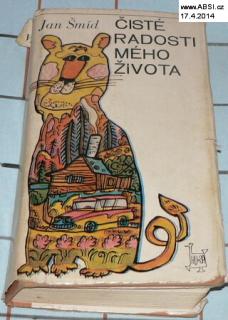 www.ABSI.cz
17.4.2014
Jan Šmíd
ČISTÉ
RADOSTI
MÉHO
ŽIVOTA